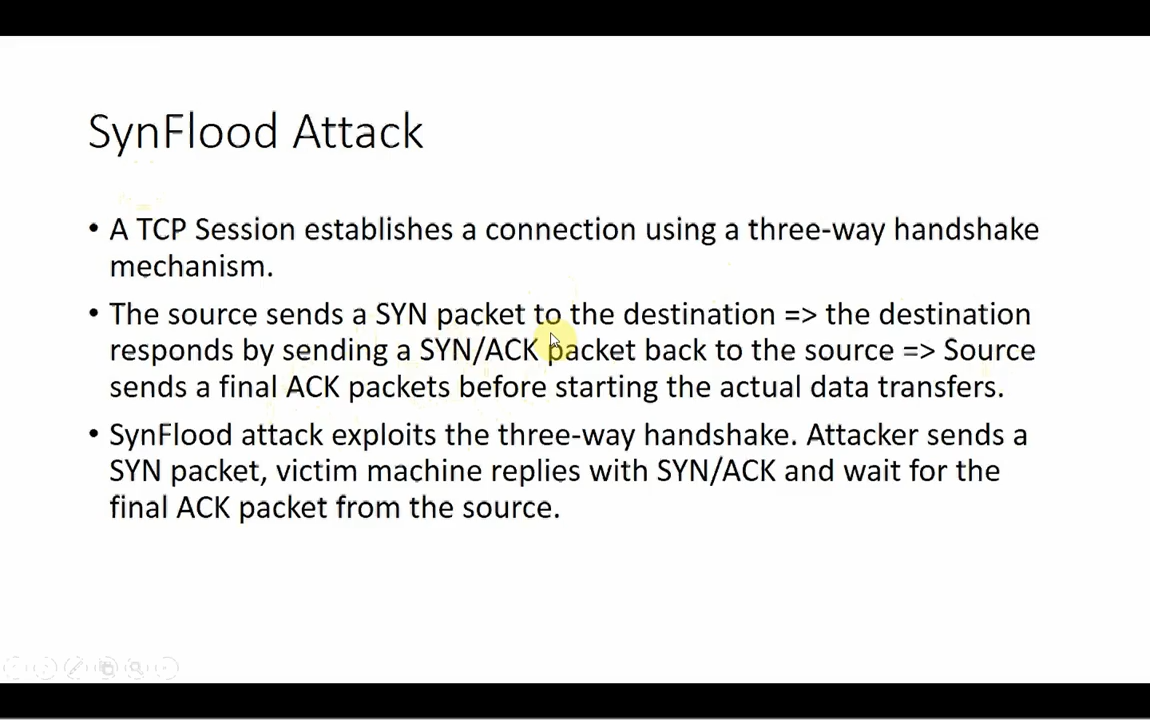 SynFlood Attack
• A TCP Session establishes a connection using a three-way handshake
mechanism.
• The source sends a SYN packet to the destination => the destination
responds by sending a SYN/ACK packet back to the source => Source
sends a final ACK packets before starting the actual data transfers.
• SynFlood attack exploits the three-way handshake. Attacker sends a
SYN packet, victim machine replies with SYN/ACK and wait for the
final ACK packet from the source.